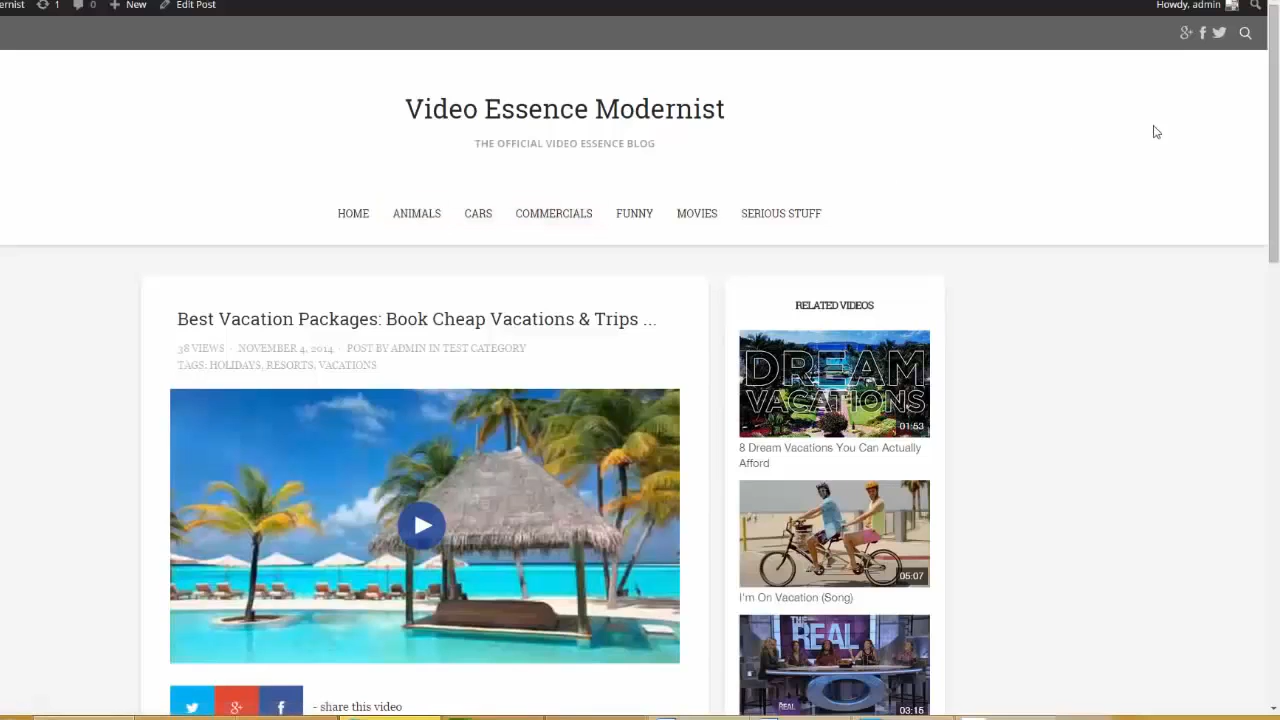 ernist 1 0 New Edit Post Howdy, admin
Video Essence Modernist
THE OFFICIAL VIDEO ESSENCE BLOG
HOME ANIMALS CARS COMMERCIALS FUNNY MOVIES SERIOUS STUFF
Best Vacation Packages: Book Cheap Vacations & Trips ...
38 VIEWS · NOVEMBER 4, 2014 · POST BY ADMIN IN TEST CATEGORY
TAGS: HOLIDAYS, RESORTS, VACATIONS
- share this video
RELATED VIDEOS
DREAM
VACATIONS
01:53
8 Dream Vacations You Can Actually
Afford
05:07
I'm On Vacation (Song)
THE
REAL
REAL
03:15